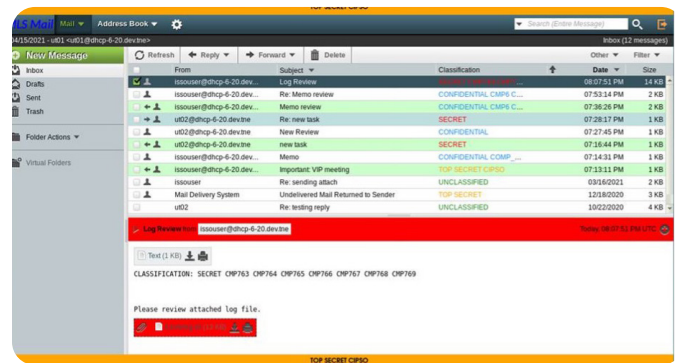 TOP SECRET CIPSO
MLS Mail Mail Address Book Search (Entire Message)
04/15/2021 - ut01 <ut01@dhcp-6-20.dev.tne> Inbox (12 messages)
New Message Refresh Reply Forward Delete Other Filter
From Subject Classification Date Size
Inbox
Drafts
Sent
Trash
Folder Actions
Virtual Folders
issouser@dhcp-6-20.dev... Log Review 08:07:51 PM 14 KB
issouser@dhcp-6-20.dev... Re: Memo review CONFIDENTIAL CMP6 C... 07:53:14 PM 2 KB
issouser@dhcp-6-20.dev... Memo review CONFIDENTIAL CMP6 C... 07:36:26 PM 2 KB
ut02@dhcp-6-20.dev.tne Re: new task SECRET 07:28:17 PM 1 KB
ut02@dhcp-6-20.dev.tne New Review CONFIDENTIAL 07:27:45 PM 1 KB
ut02@dhcp-6-20.dev.tne new task SECRET 07:16:44 PM 1 KB
issouser@dhcp-6-20.dev... Memo CONFIDENTIAL COMP_... 07:14:31 PM 1 KB
issouser@dhcp-6-20.dev... Important: VIP meeting TOP SECRET CIPSO 07:13:11 PM 1 KB
issouser Re: sending attach UNCLASSIFIED 03/16/2021 2 KB
Mail Delivery System Undelivered Mail Returned to Sender TOP SECRET 12/18/2020 3 KB
ut02 Re: testing reply UNCLASSIFIED 10/22/2020 4 KB
Log Review from issouser@dhcp-6-20.dev.tne Today, 08:07:51 PM UTC
Text (1 KB)
CLASSIFICATION: SECRET CMP763 CMP764 CMP765 CMP766 CMP767 CMP768 CMP769
Please review attached log file.
TOP SECRET CIPSO